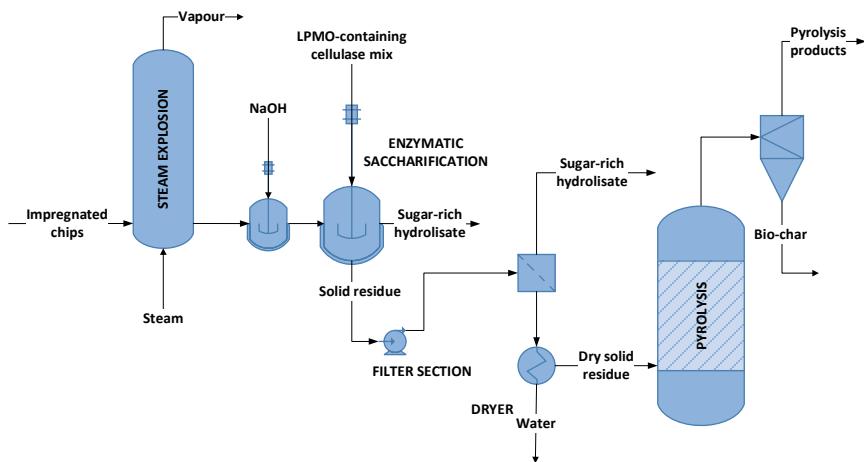 Vapour
LPMO-containing
cellulase mix
Pyrolysis
products
NaOH
STEAM EXPLOSION
ENZYMATIC
SACCHARIFICATION
Sugar-rich
hydrolisate
Impregnated
chips
Sugar-rich
hydrolisate
Bio-char
Solid residue
Steam
PYROLYSIS
FILTER SECTION
Dry solid
residue
DRYER
Water